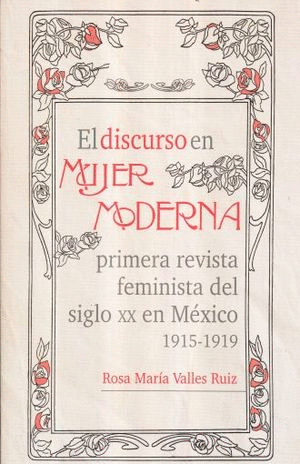 El discurso en
MUJER
MODERNA
primera revista
feminista del
siglo XX en México
1915-1919
Rosa María Valles Ruiz